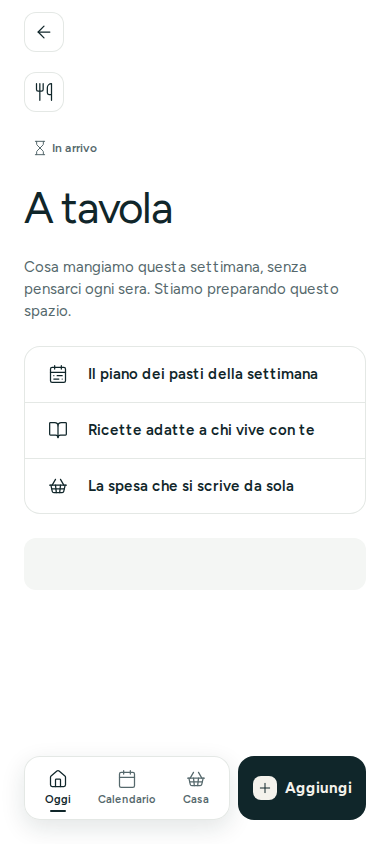 In arrivo
A tavola
Cosa mangiamo questa settimana, senza
pensarci ogni sera. Stiamo preparando questo
spazio.
Il piano dei pasti della settimana
Ricette adatte a chi vive con te
La spesa che si scrive da sola
Oggi
Calendario
Casa
Aggiungi